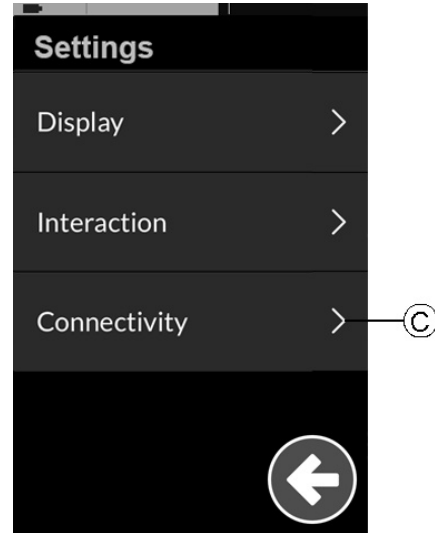 Settings
Display
Interaction
Connectivity
C